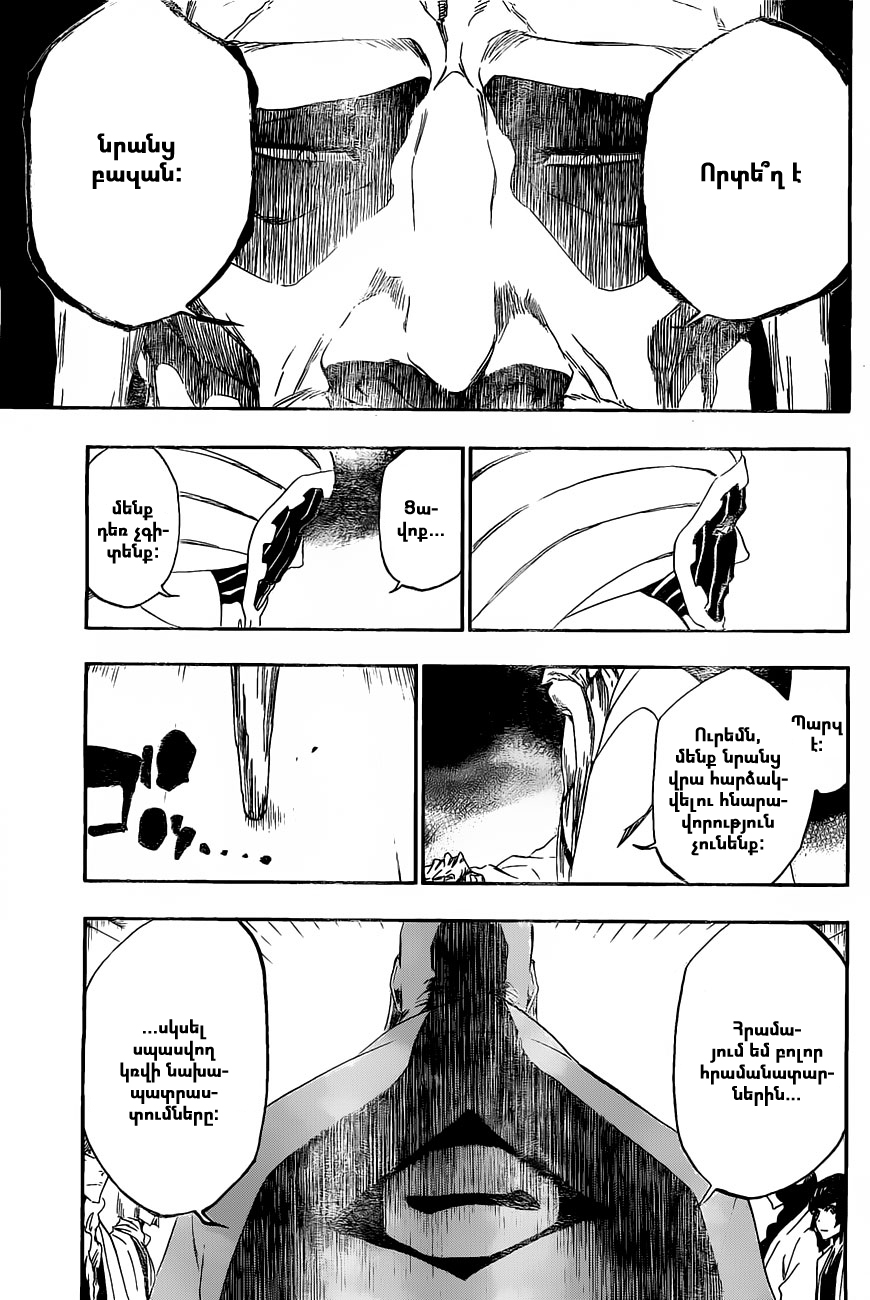 Որտե՞ղ է
նրանց
բազան:
Ցա-
վոք...
մենք
դեռ չգի-
տենք:
Պարզ
է:
Ուրեմն,
մենք նրանց
վրա հարձակ-
վելու հնարա-
վորություն
չունենք:
Հրամա-
յում եմ բոլոր
հրամանատար-
ներին...
...սկսել
սպասվող
կռվի նախա-
պատրաս-
տումները: